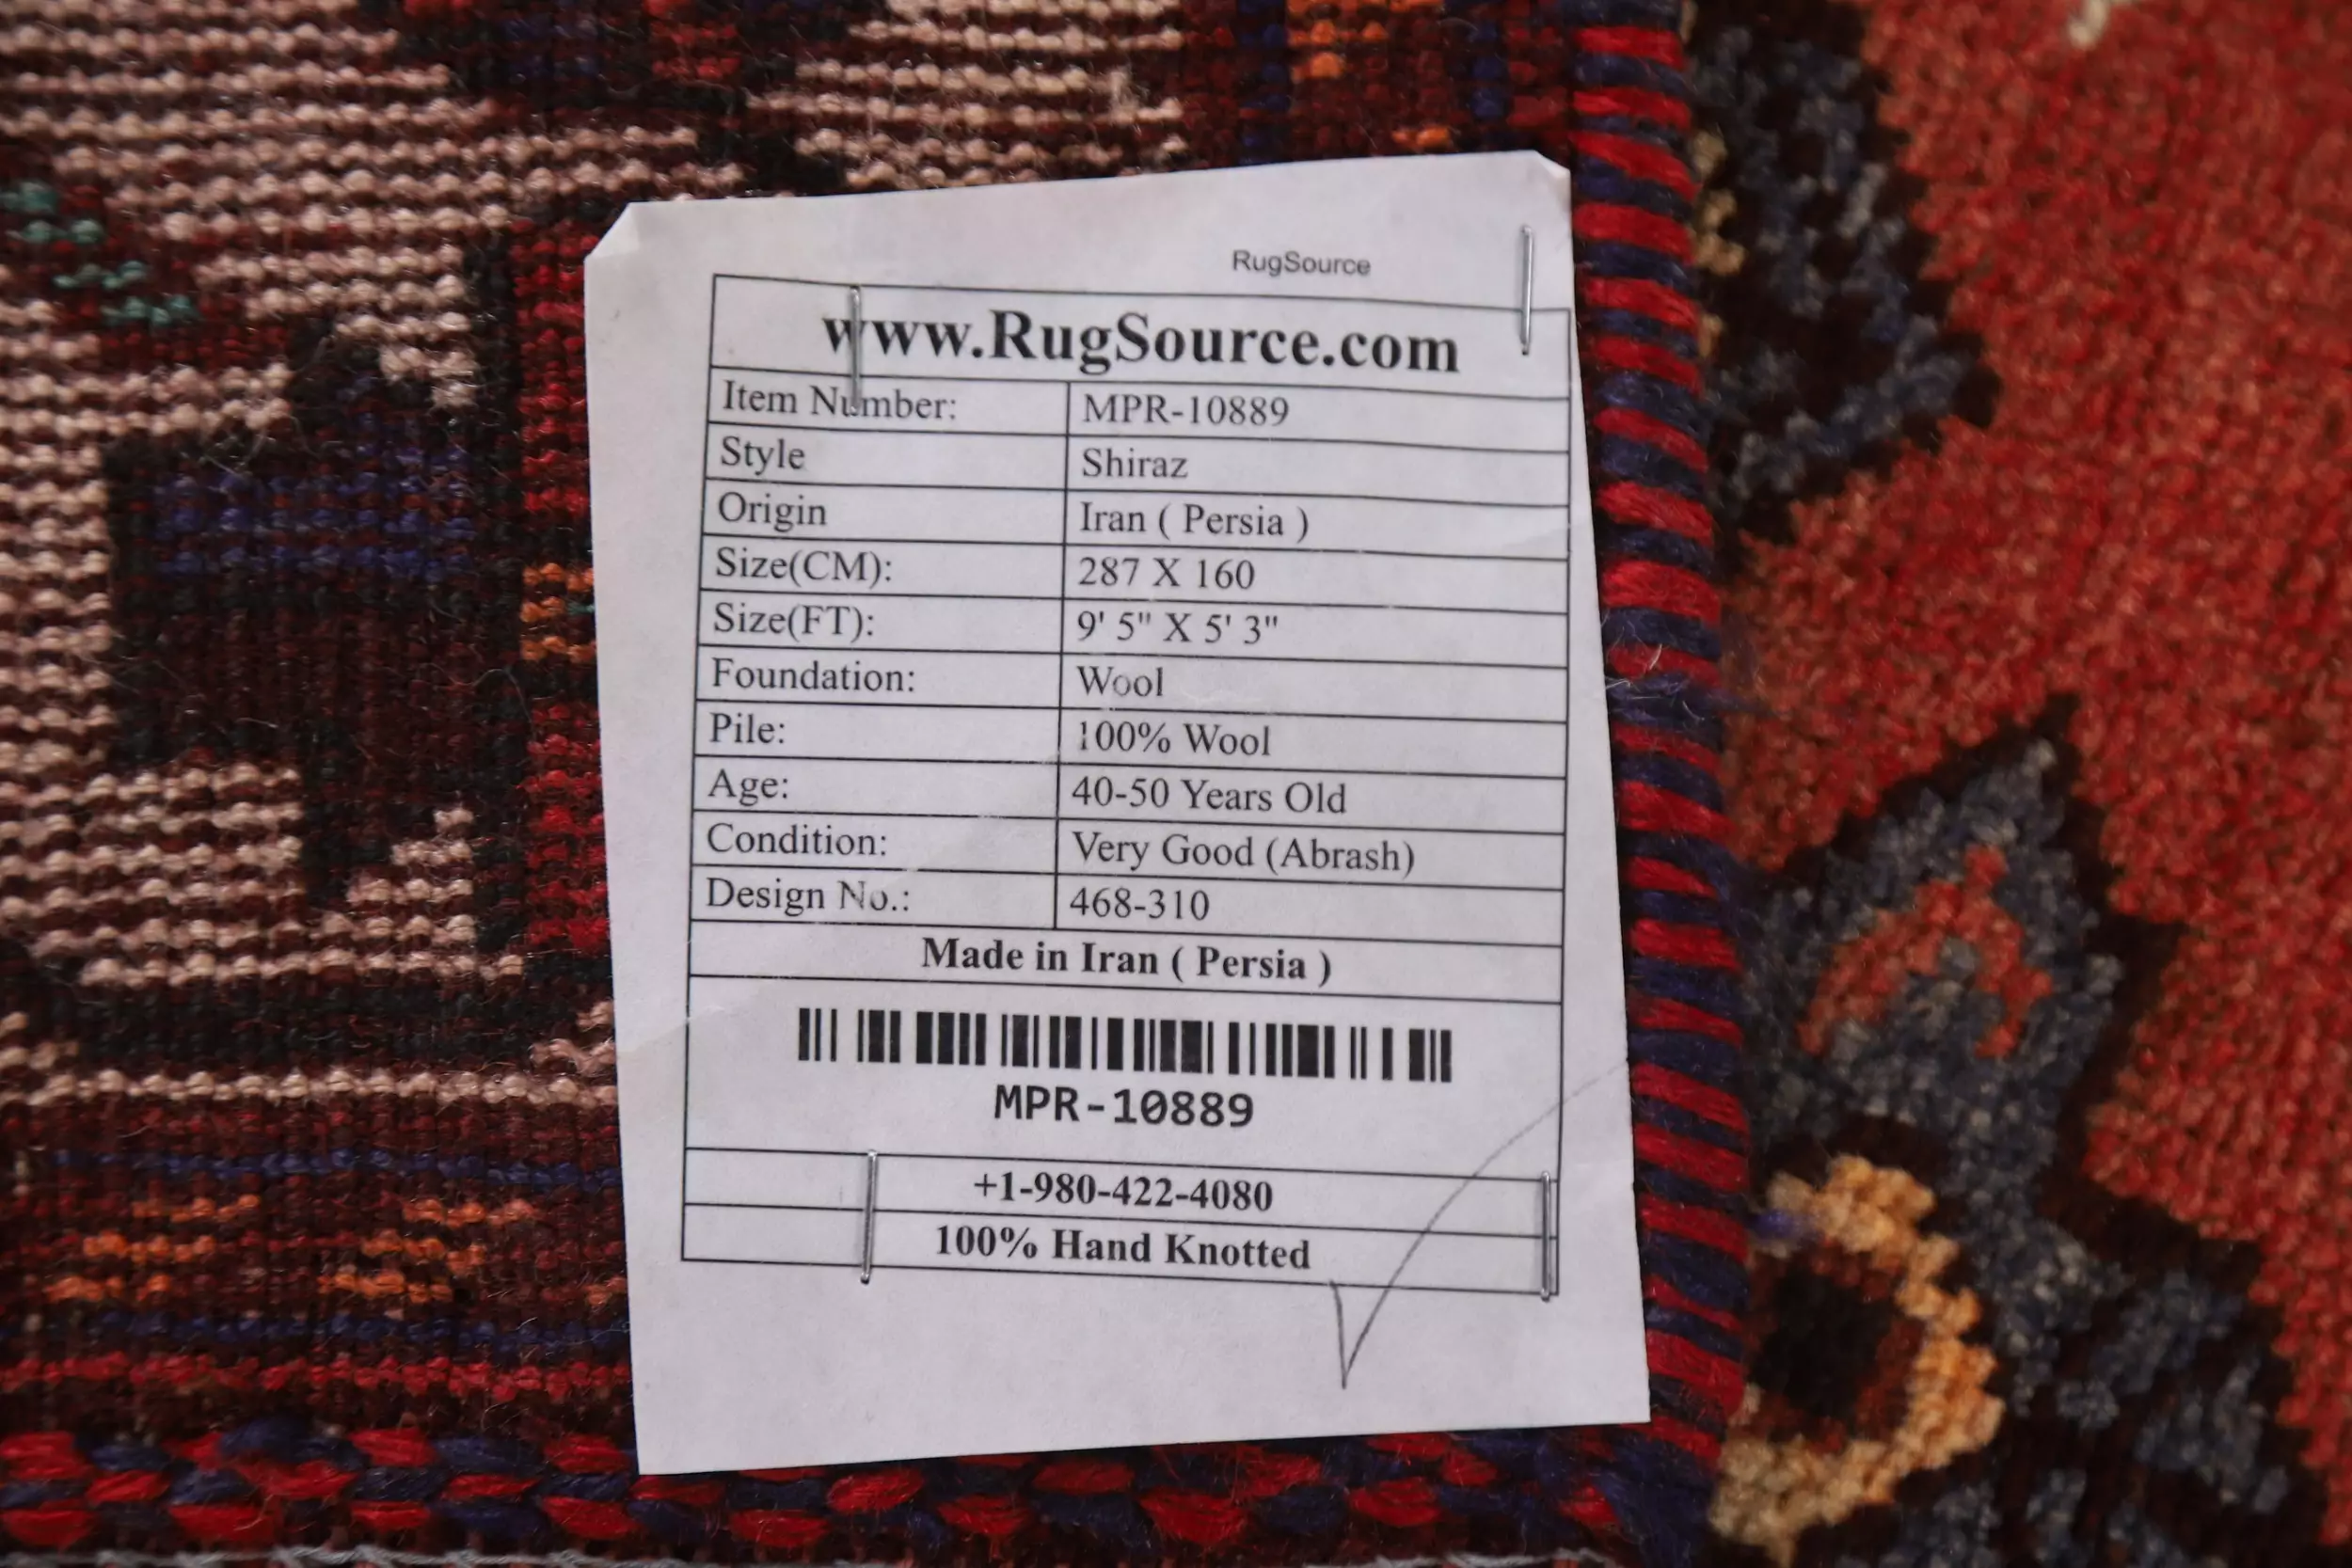 RugSource
www.RugSource.com
Item Number: MPR-10889
Style Shiraz
Origin Iran ( Persia )
Size(CM): 287 X 160
Size(FT): 9' 5" X 5' 3"
Foundation: Wool
Pile: 100% Wool
Age: 40-50 Years Old
Condition: Very Good (Abrash)
Design No.: 468-310
Made in Iran ( Persia )
MPR-10889
+1-980-422-4080
100% Hand Knotted